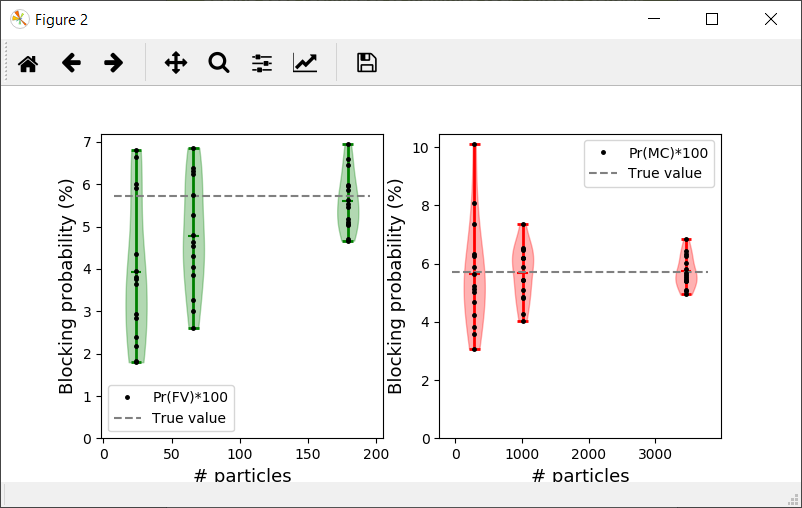 Figure 2
7
6
5
4
3
2
1
0
Blocking probability (%)
Pr(FV)*100
True value
0 50 100 150 200
# particles
10
8
6
4
2
0
Blocking probability (%)
Pr(MC)*100
True value
0 1000 2000 3000
# particles